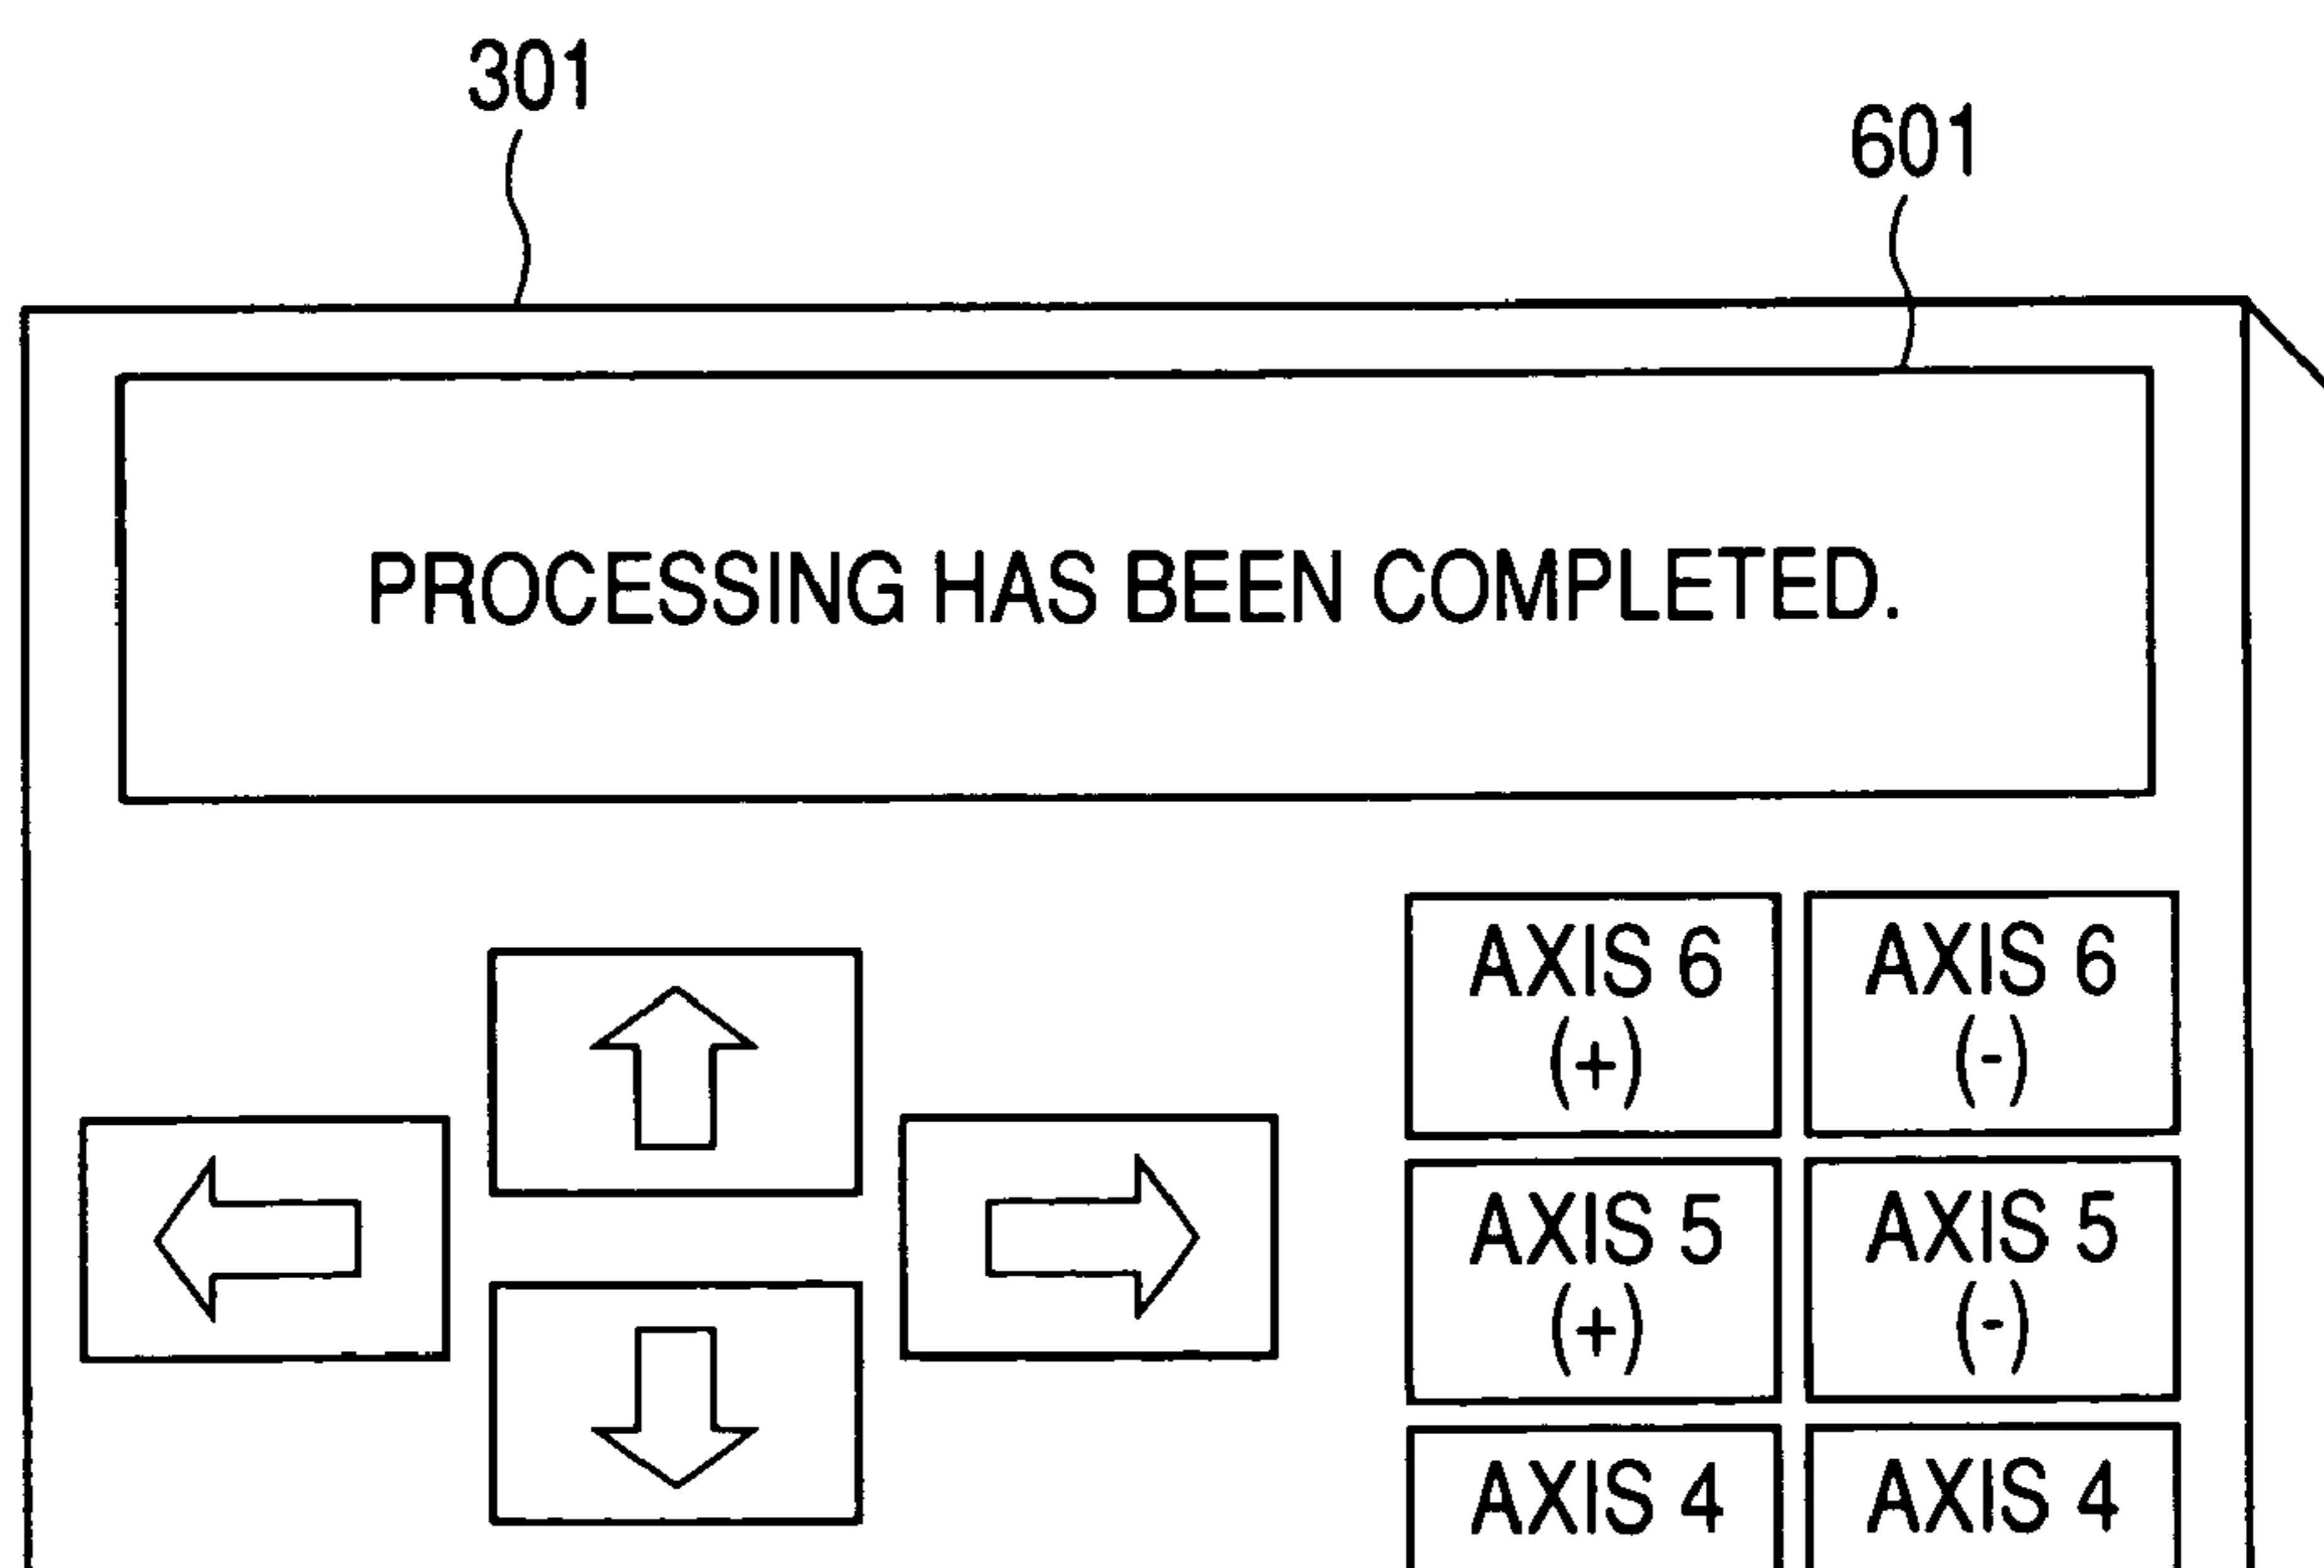 301
601
PROCESSING HAS BEEN COMPLETED.
AXIS 6
(+)
AXIS 6
(-)
AXIS 5
(+)
AXIS 5
(-)
AXIS 4
AXIS 4